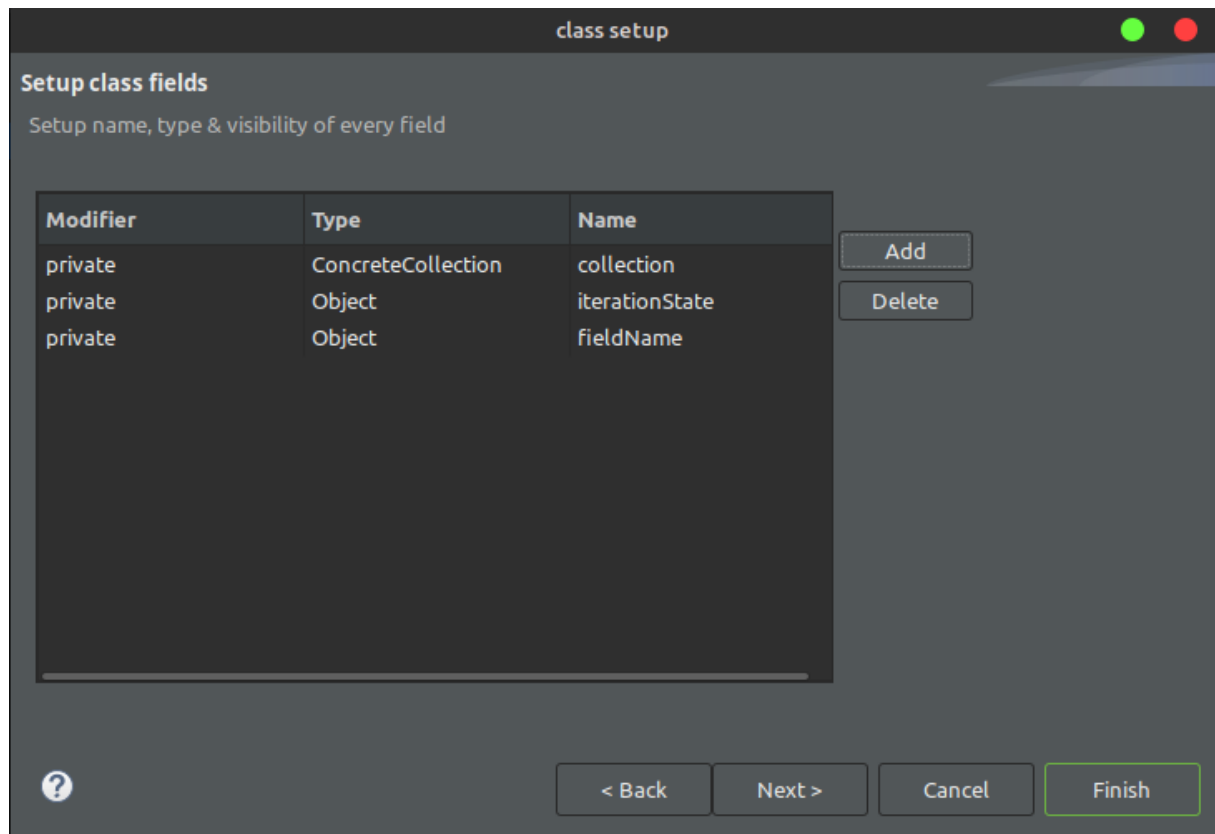 class setup
Setup class fields
Setup name, type & visibility of every field
Modifier Type Name
private ConcreteCollection collection
private Object iterationState
private Object fieldName
Add
Delete
?
< Back Next > Cancel Finish